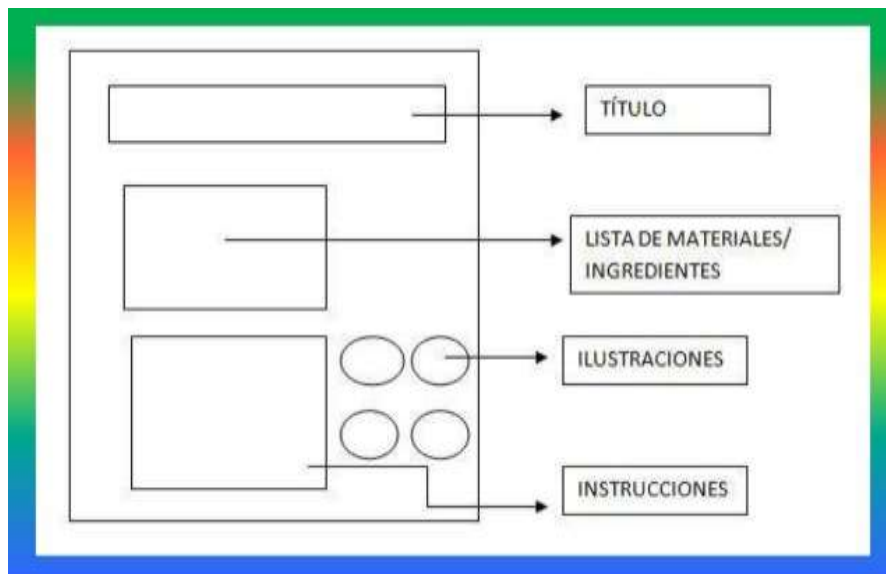 TÍTULO
LISTA DE MATERIALES/
INGREDIENTES
ILUSTRACIONES
INSTRUCCIONES